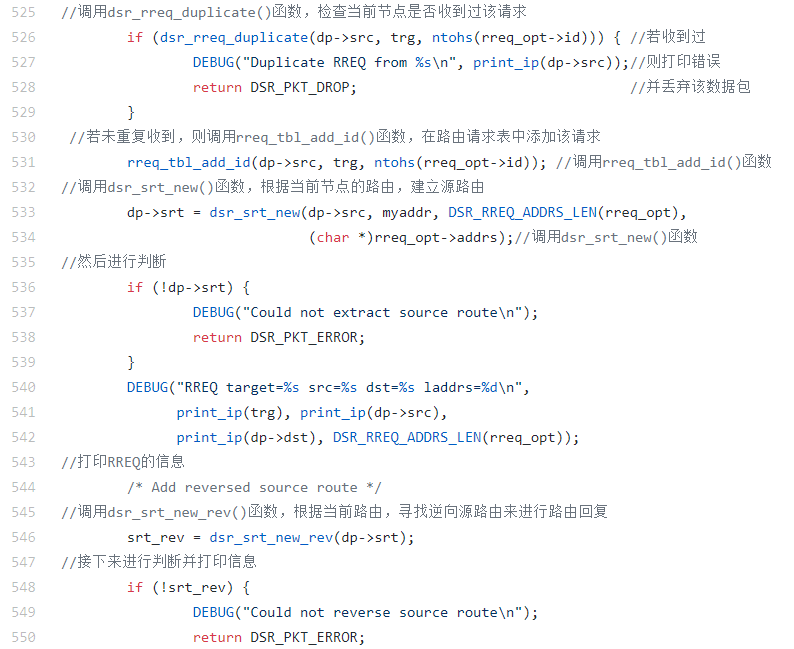 525 //调用dsr_rreq_duplicate()函数，检查当前节点是否收到过该请求
526 if (dsr_rreq_duplicate(dp->src, trg, ntohs(rreq_opt->id))) { //若收到过
527 DEBUG("Duplicate RREQ from %s\n", print_ip(dp->src));//则打印错误
528 return DSR_PKT_DROP; //并丢弃该数据包
529 }
530 //若未重复收到，则调用rreq_tbl_add_id()函数，在路由请求表中添加该请求
531 rreq_tbl_add_id(dp->src, trg, ntohs(rreq_opt->id)); //调用rreq_tbl_add_id()函数
532 //调用dsr_srt_new()函数，根据当前节点的路由，建立源路由
533 dp->srt = dsr_srt_new(dp->src, myaddr, DSR_RREQ_ADDRS_LEN(rreq_opt),
534 (char *)rreq_opt->addrs);//调用dsr_srt_new()函数
535 //然后进行判断
536 if (!dp->srt) {
537 DEBUG("Could not extract source route\n");
538 return DSR_PKT_ERROR;
539 }
540 DEBUG("RREQ target=%s src=%s dst=%s laddrs=%d\n",
541 print_ip(trg), print_ip(dp->src),
542 print_ip(dp->dst), DSR_RREQ_ADDRS_LEN(rreq_opt));
543 //打印RREQ的信息
544 /* Add reversed source route */
545 //调用dsr_srt_new_rev()函数，根据当前路由，寻找逆向源路由来进行路由回复
546 srt_rev = dsr_srt_new_rev(dp->srt);
547 //接下来进行判断并打印信息
548 if (!srt_rev) {
549 DEBUG("Could not reverse source route\n");
550 return DSR_PKT_ERROR;